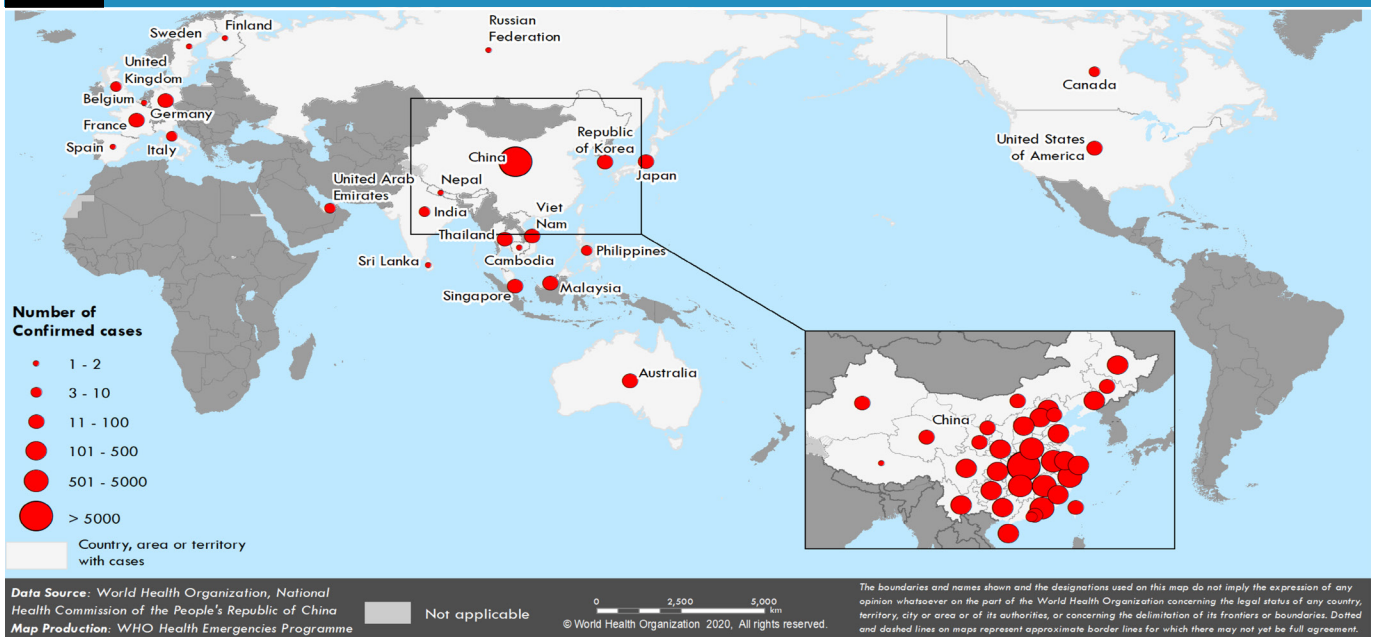 Sweden
Finland
Russian
Federation
United
Kingdom
Belgium
Germany
France
Spain
Italy
Canada
United States
of America
Republic
of Korea
China
Japan
United Arab
Emirates
Nepal
India
Viet
Nam
Thailand
Cambodia
Philippines
Sri Lanka
Singapore
Malaysia
Australia
Number of
Confirmed cases
1 - 2
3 - 10
11 - 100
101 - 500
501 - 5000
> 5000
Country, area or territory
with cases
China
Data Source: World Health Organization, National
Health Commission of the People's Republic of China
Map Production: WHO Health Emergencies Programme
Not applicable
0 2,500 5,000
km
© World Health Organization 2020, All rights reserved.
The boundaries and names shown and the designations used on this map do not imply the expression of any
opinion whatsoever on the part of the World Health Organization concerning the legal status of any country,
territory, city or area or of its authorities, or concerning the delimitation of its frontiers or boundaries. Dotted
and dashed lines on maps represent approximate border lines for which there may not yet be full agreement.